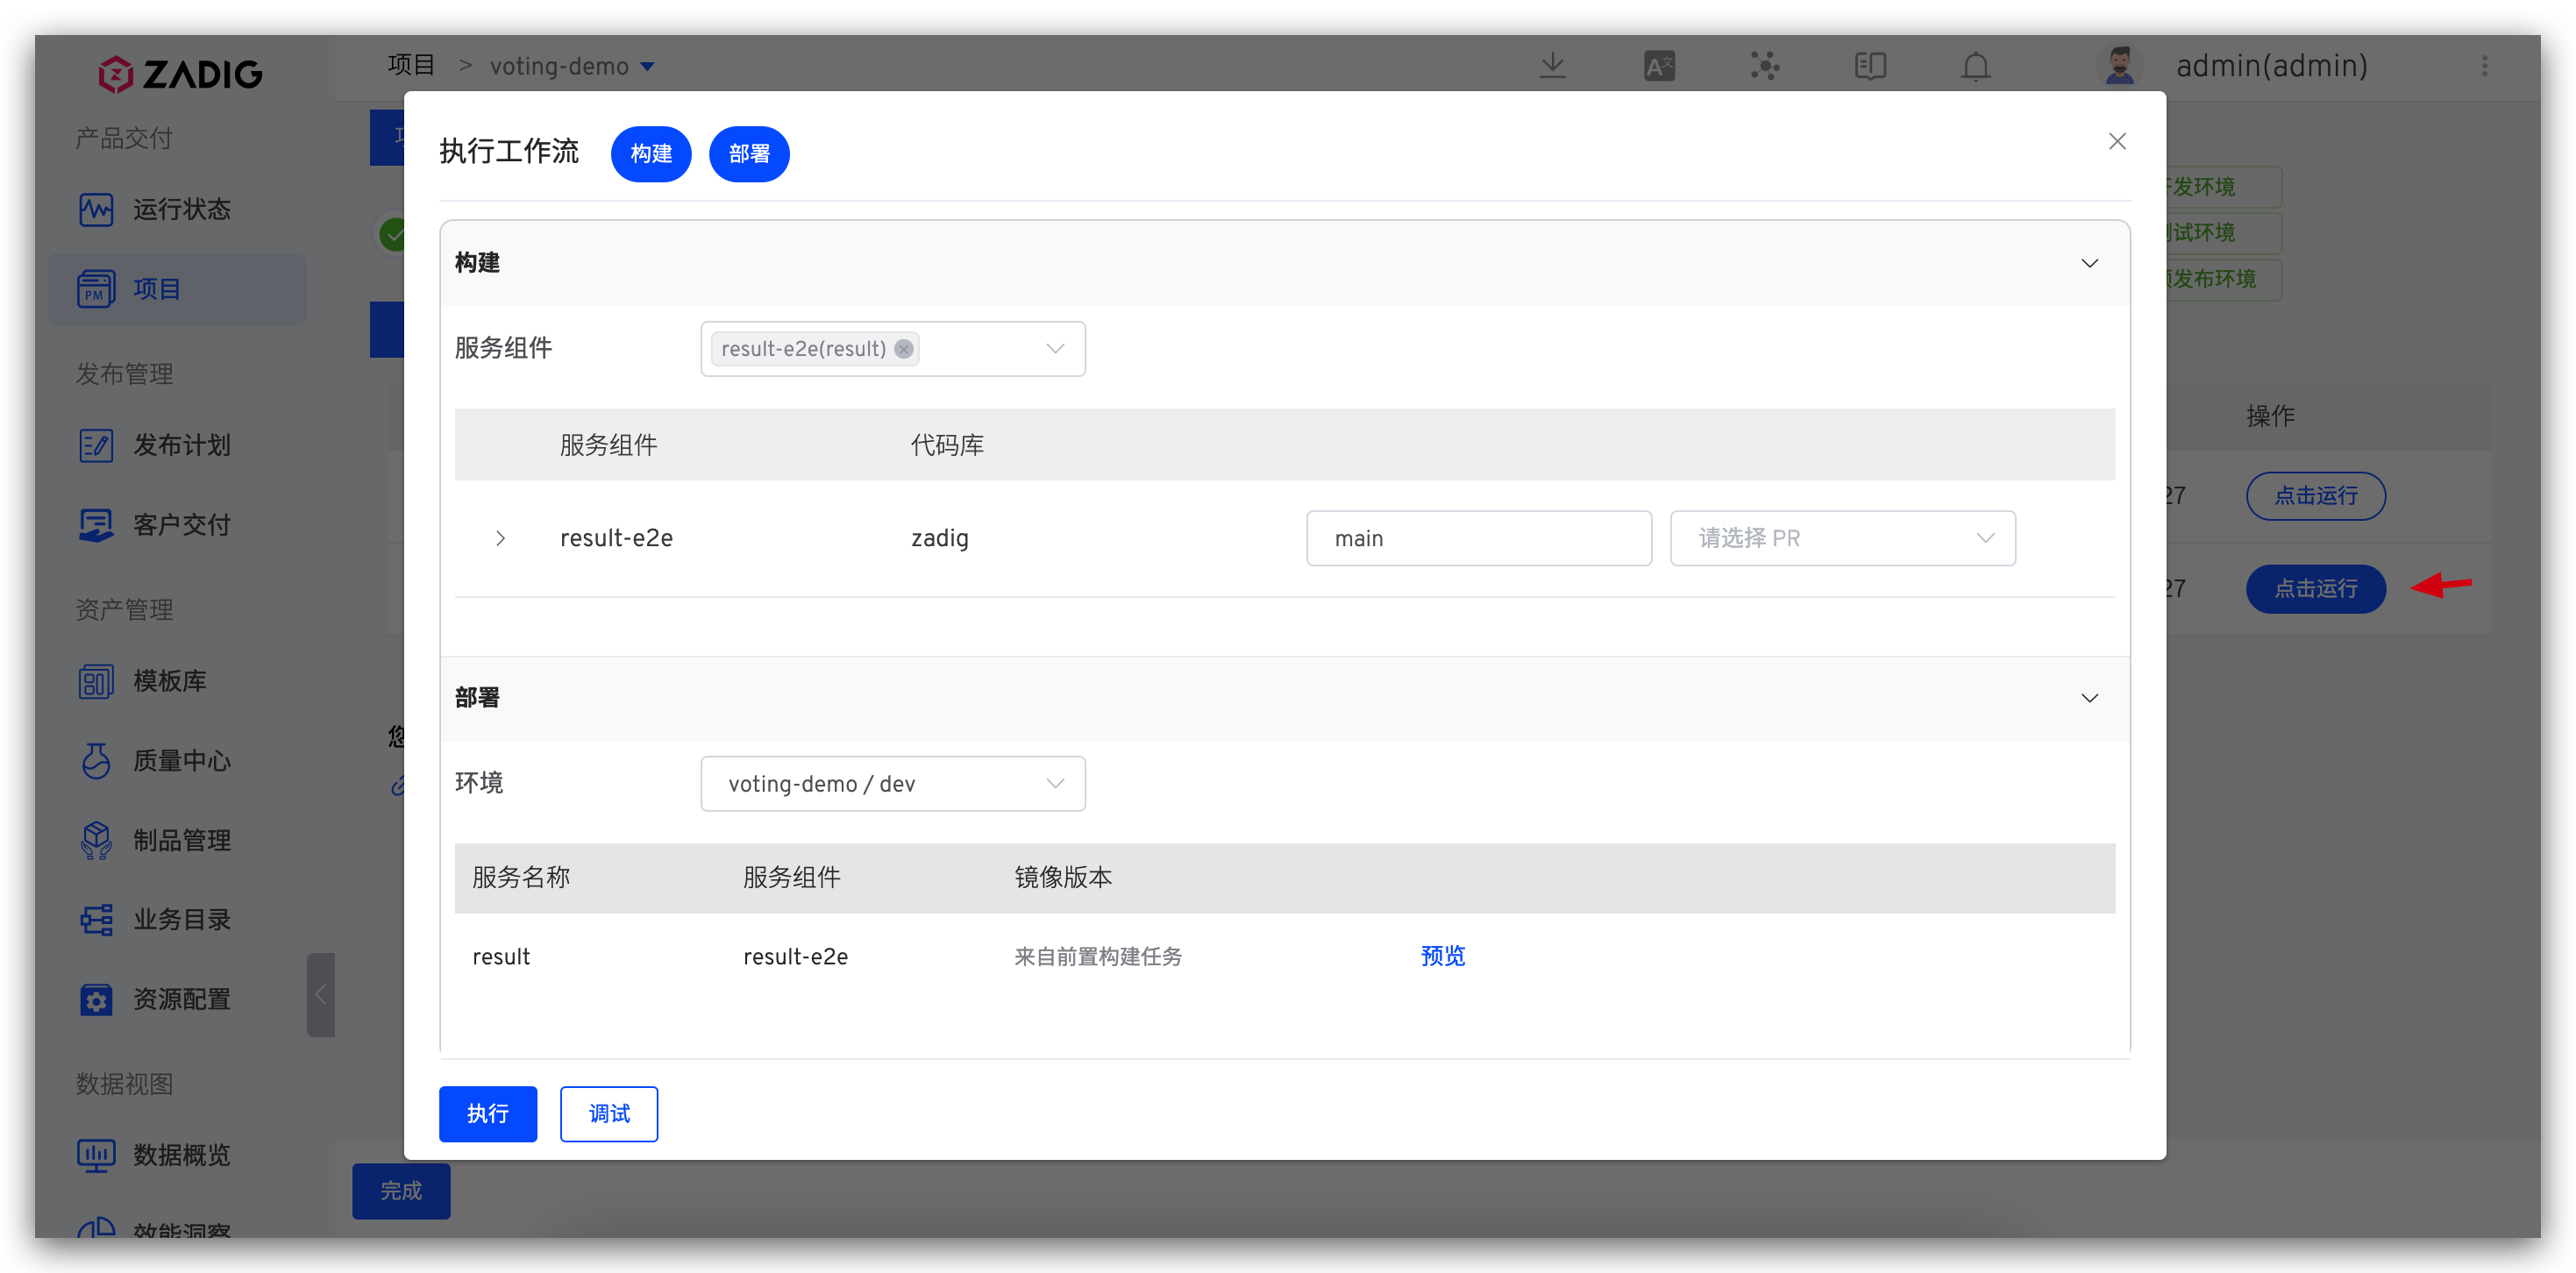 ZADIG
项目 > voting-demo
admin(admin)
产品交付
运行状态
项目
发布管理
发布计划
客户交付
资产管理
模板库
质量中心
制品管理
业务目录
资源配置
数据视图
数据概览
效能洞察
执行工作流 构建 部署
构建
服务组件 result-e2e(result)
服务组件 代码库
result-e2e zadig main 请选择 PR
部署
环境 voting-demo / dev
服务名称 服务组件 镜像版本
result result-e2e 来自前置构建任务 预览
执行 调试
发环境
试环境
发布环境
操作
27 点击运行
27 点击运行
您
完成